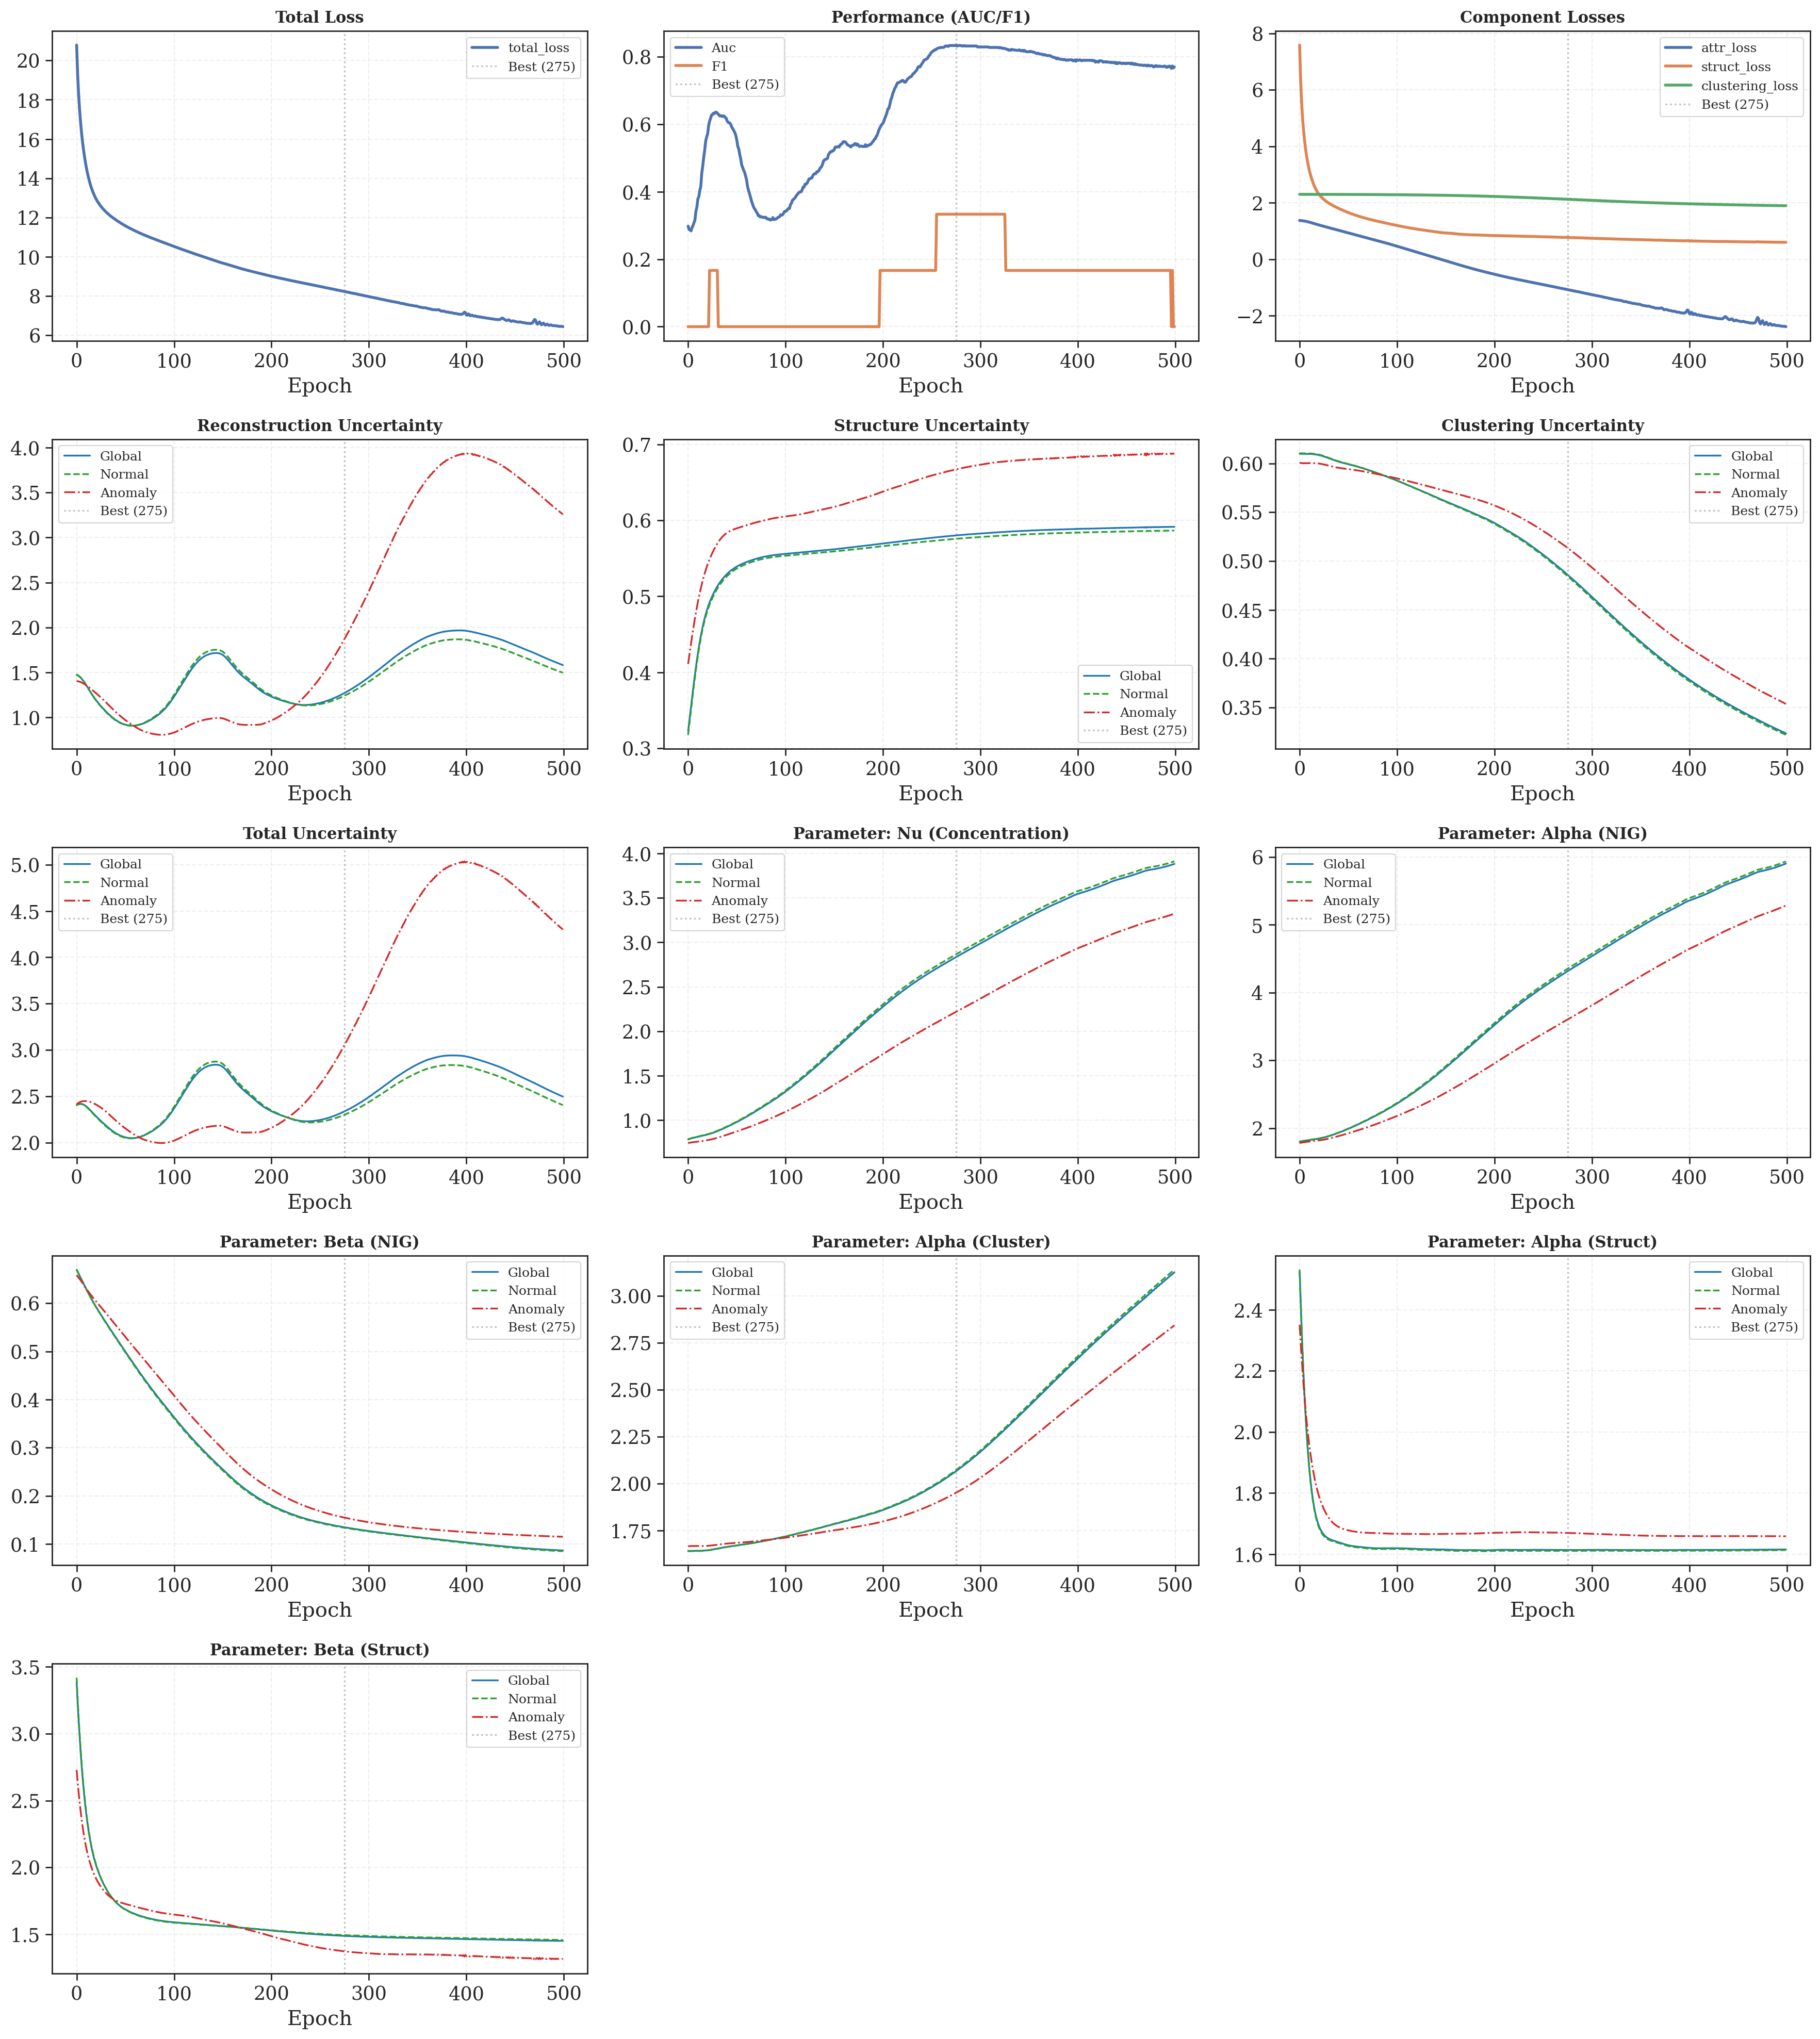 Total Loss
20
18
16
14
12
10
8
6
total_loss
Best (275)
0 100 200 300 400 500
Epoch
Performance (AUC/F1)
0.8
0.6
0.4
0.2
0.0
Auc
F1
Best (275)
0 100 200 300 400 500
Epoch
Component Losses
8
6
4
2
0
−2
attr_loss
struct_loss
clustering_loss
Best (275)
0 100 200 300 400 500
Epoch
Reconstruction Uncertainty
4.0
3.5
3.0
2.5
2.0
1.5
1.0
Global
Normal
Anomaly
Best (275)
0 100 200 300 400 500
Epoch
Structure Uncertainty
0.7
0.6
0.5
0.4
0.3
Global
Normal
Anomaly
Best (275)
0 100 200 300 400 500
Epoch
Clustering Uncertainty
0.60
0.55
0.50
0.45
0.40
0.35
Global
Normal
Anomaly
Best (275)
0 100 200 300 400 500
Epoch
Total Uncertainty
5.0
4.5
4.0
3.5
3.0
2.5
2.0
Global
Normal
Anomaly
Best (275)
0 100 200 300 400 500
Epoch
Parameter: Nu (Concentration)
4.0
3.5
3.0
2.5
2.0
1.5
1.0
Global
Normal
Anomaly
Best (275)
0 100 200 300 400 500
Epoch
Parameter: Alpha (NIG)
6
5
4
3
2
Global
Normal
Anomaly
Best (275)
0 100 200 300 400 500
Epoch
Parameter: Beta (NIG)
0.6
0.5
0.4
0.3
0.2
0.1
Global
Normal
Anomaly
Best (275)
0 100 200 300 400 500
Epoch
Parameter: Alpha (Cluster)
3.00
2.75
2.50
2.25
2.00
1.75
Global
Normal
Anomaly
Best (275)
0 100 200 300 400 500
Epoch
Parameter: Alpha (Struct)
2.4
2.2
2.0
1.8
1.6
Global
Normal
Anomaly
Best (275)
0 100 200 300 400 500
Epoch
Parameter: Beta (Struct)
3.5
3.0
2.5
2.0
1.5
Global
Normal
Anomaly
Best (275)
0 100 200 300 400 500
Epoch